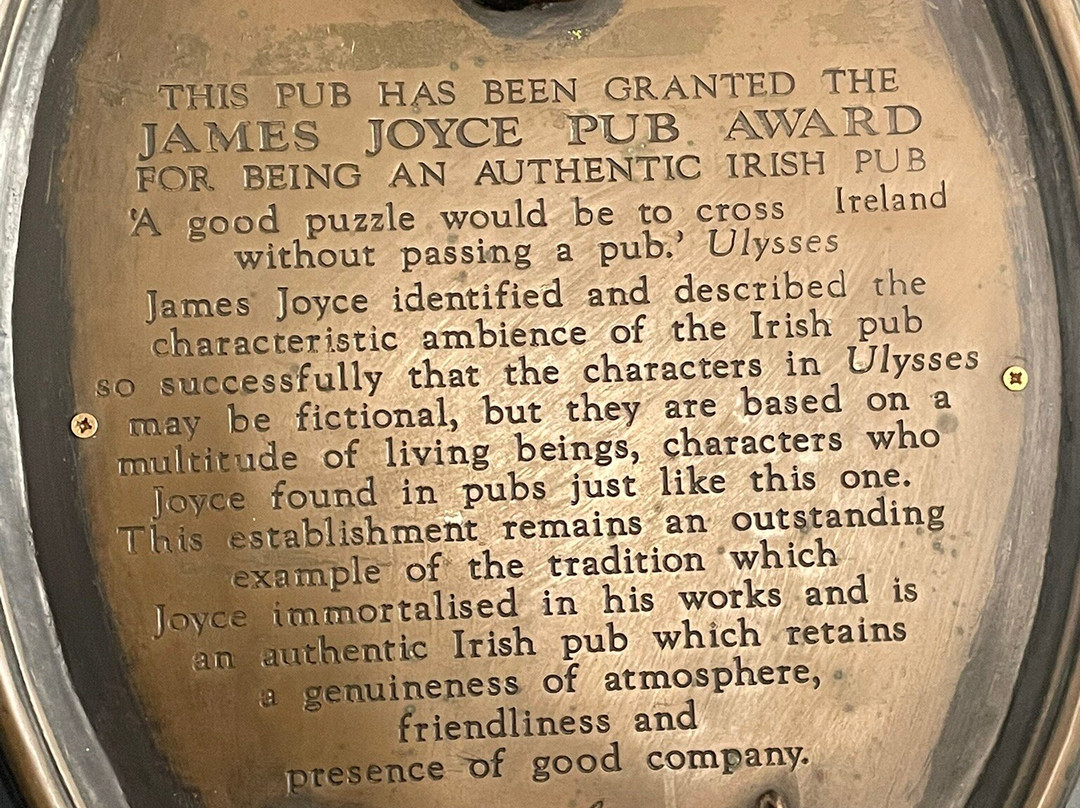 THIS PUB HAS BEEN GRANTED THE
JAMES JOYCE PUB AWARD
FOR BEING AN AUTHENTIC IRISH PUB
'A good puzzle would be to cross Ireland
without passing a pub.' Ulysses
James Joyce identified and described the
characteristic ambience of the Irish pub
so successfully that the characters in Ulysses
may be fictional, but they are based on a
multitude of living beings, characters who
Joyce found in pubs just like this one.
This establishment remains an outstanding
example of the tradition which
Joyce immortalised in his works and is
an authentic Irish pub which retains
a genuineness of atmosphere,
friendliness and
presence of good company.